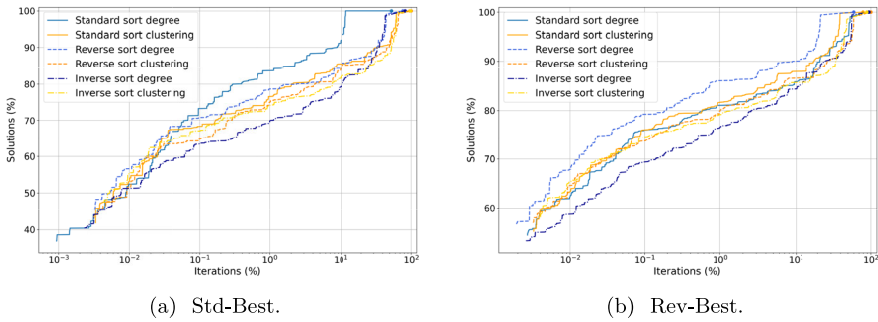 100
90
80
70
60
50
40
Solutions (%)
Standard sort degree
Standard sort clustering
Reverse sort degree
Reverse sort clustering
Inverse sort degree
Inverse sort clustering
10⁻³
10⁻²
10⁻¹
10⁰
10¹
10²
Iterations (%)
(a) Std-Best.
100
90
80
70
60
Solutions (%)
Standard sort degree
Standard sort clustering
Reverse sort degree
Reverse sort clustering
Inverse sort degree
Inverse sort clustering
10⁻²
10⁻¹
10⁰
10¹
10²
Iterations (%)
(b) Rev-Best.